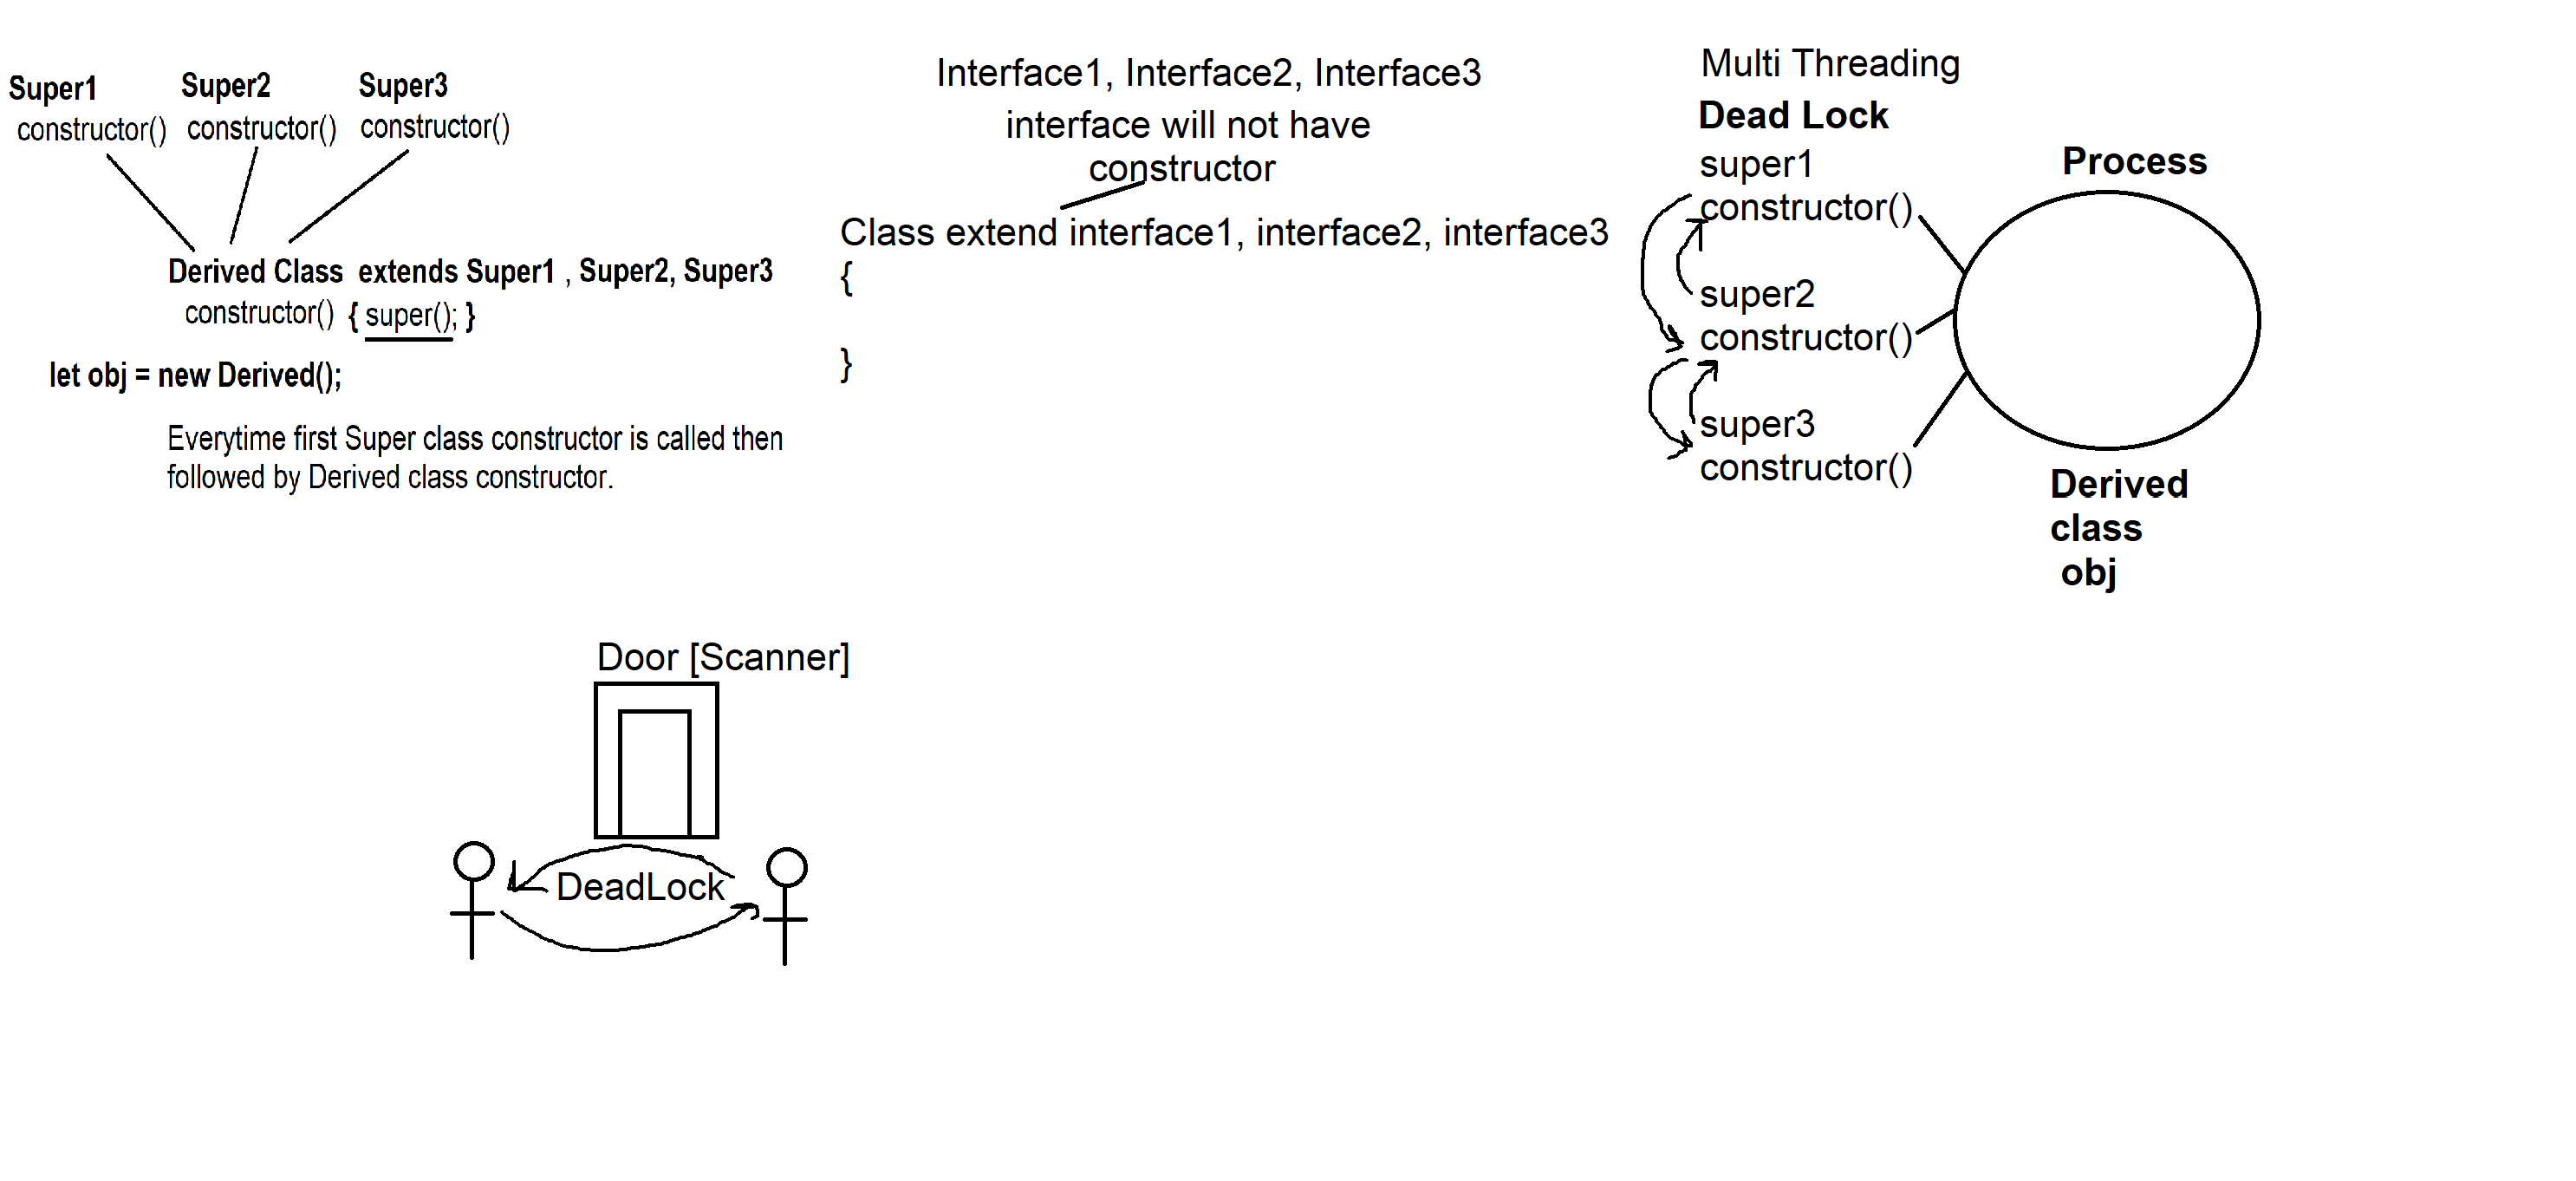 Super1 Super2 Super3
constructor() constructor() constructor()
Derived Class extends Super1 , Super2, Super3
constructor() { super(); }
let obj = new Derived();
Everytime first Super class constructor is called then
followed by Derived class constructor.
Interface1, Interface2, Interface3
interface will not have
constructor
Class extend interface1, interface2, interface3
{
}
Multi Threading
Dead Lock
super1
constructor()
super2
constructor()
super3
constructor()
Process
Derived
class
obj
Door [Scanner]
DeadLock